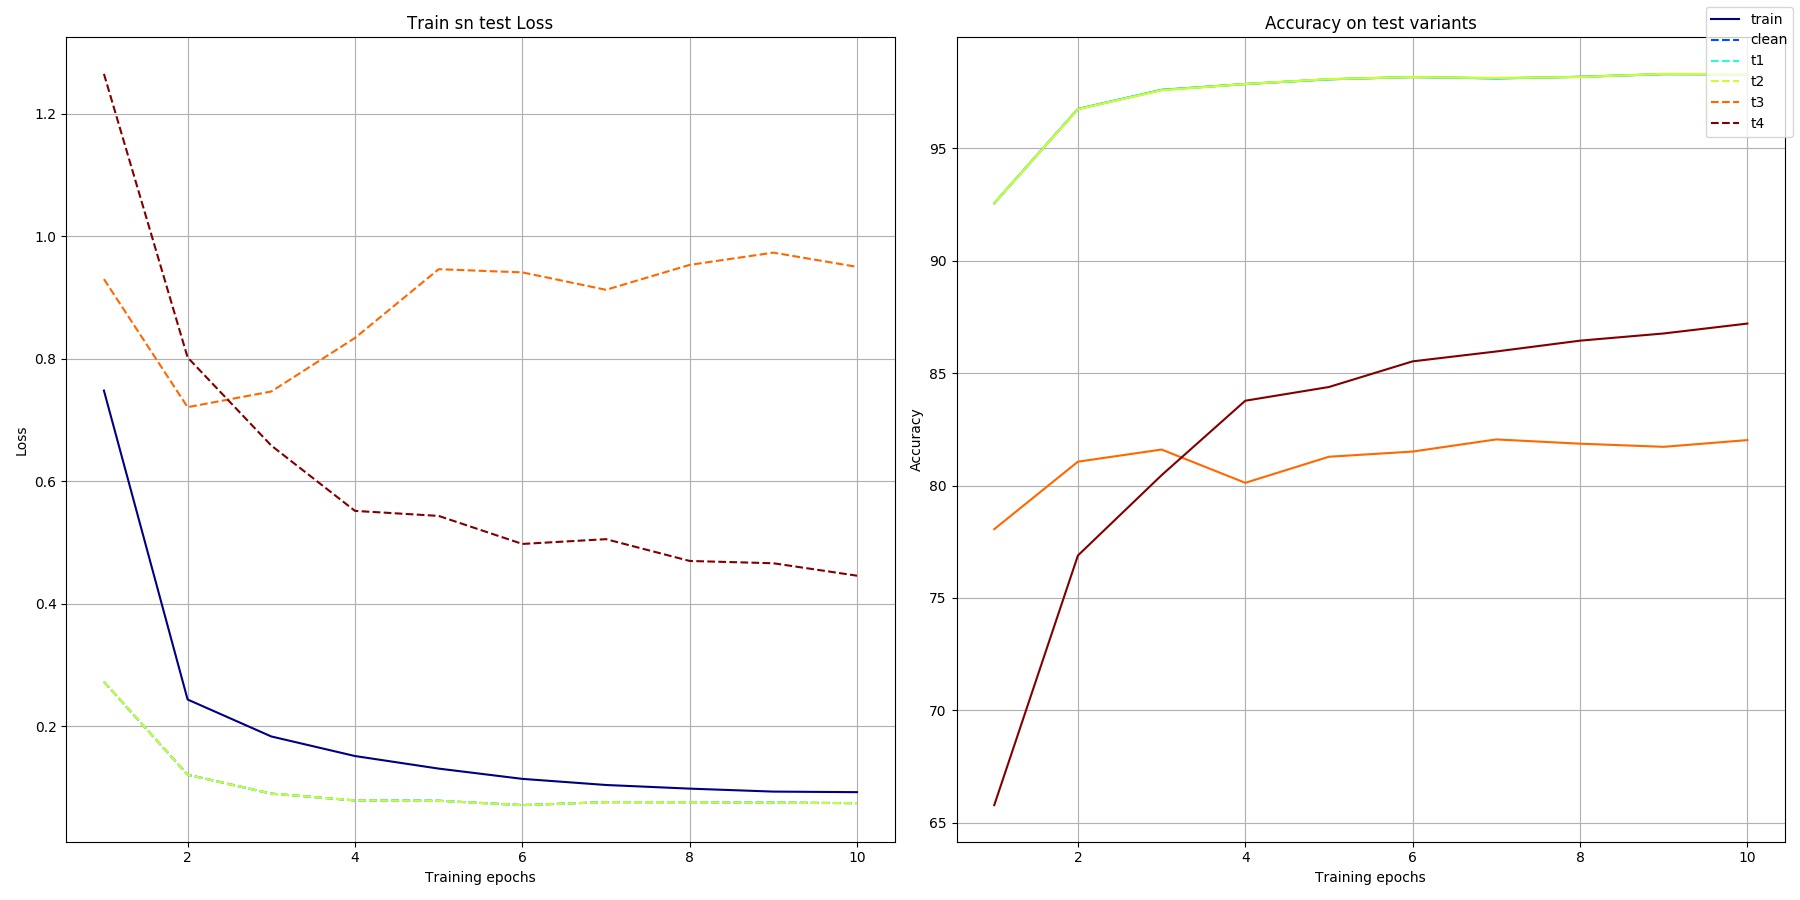 Train sn test Loss
Loss
1.2
1.0
0.8
0.6
0.4
0.2
2
4
6
8
10
Training epochs
Accuracy on test variants
Accuracy
95
90
85
80
75
70
65
2
4
6
8
10
Training epochs
train
clean
t1
t2
t3
t4